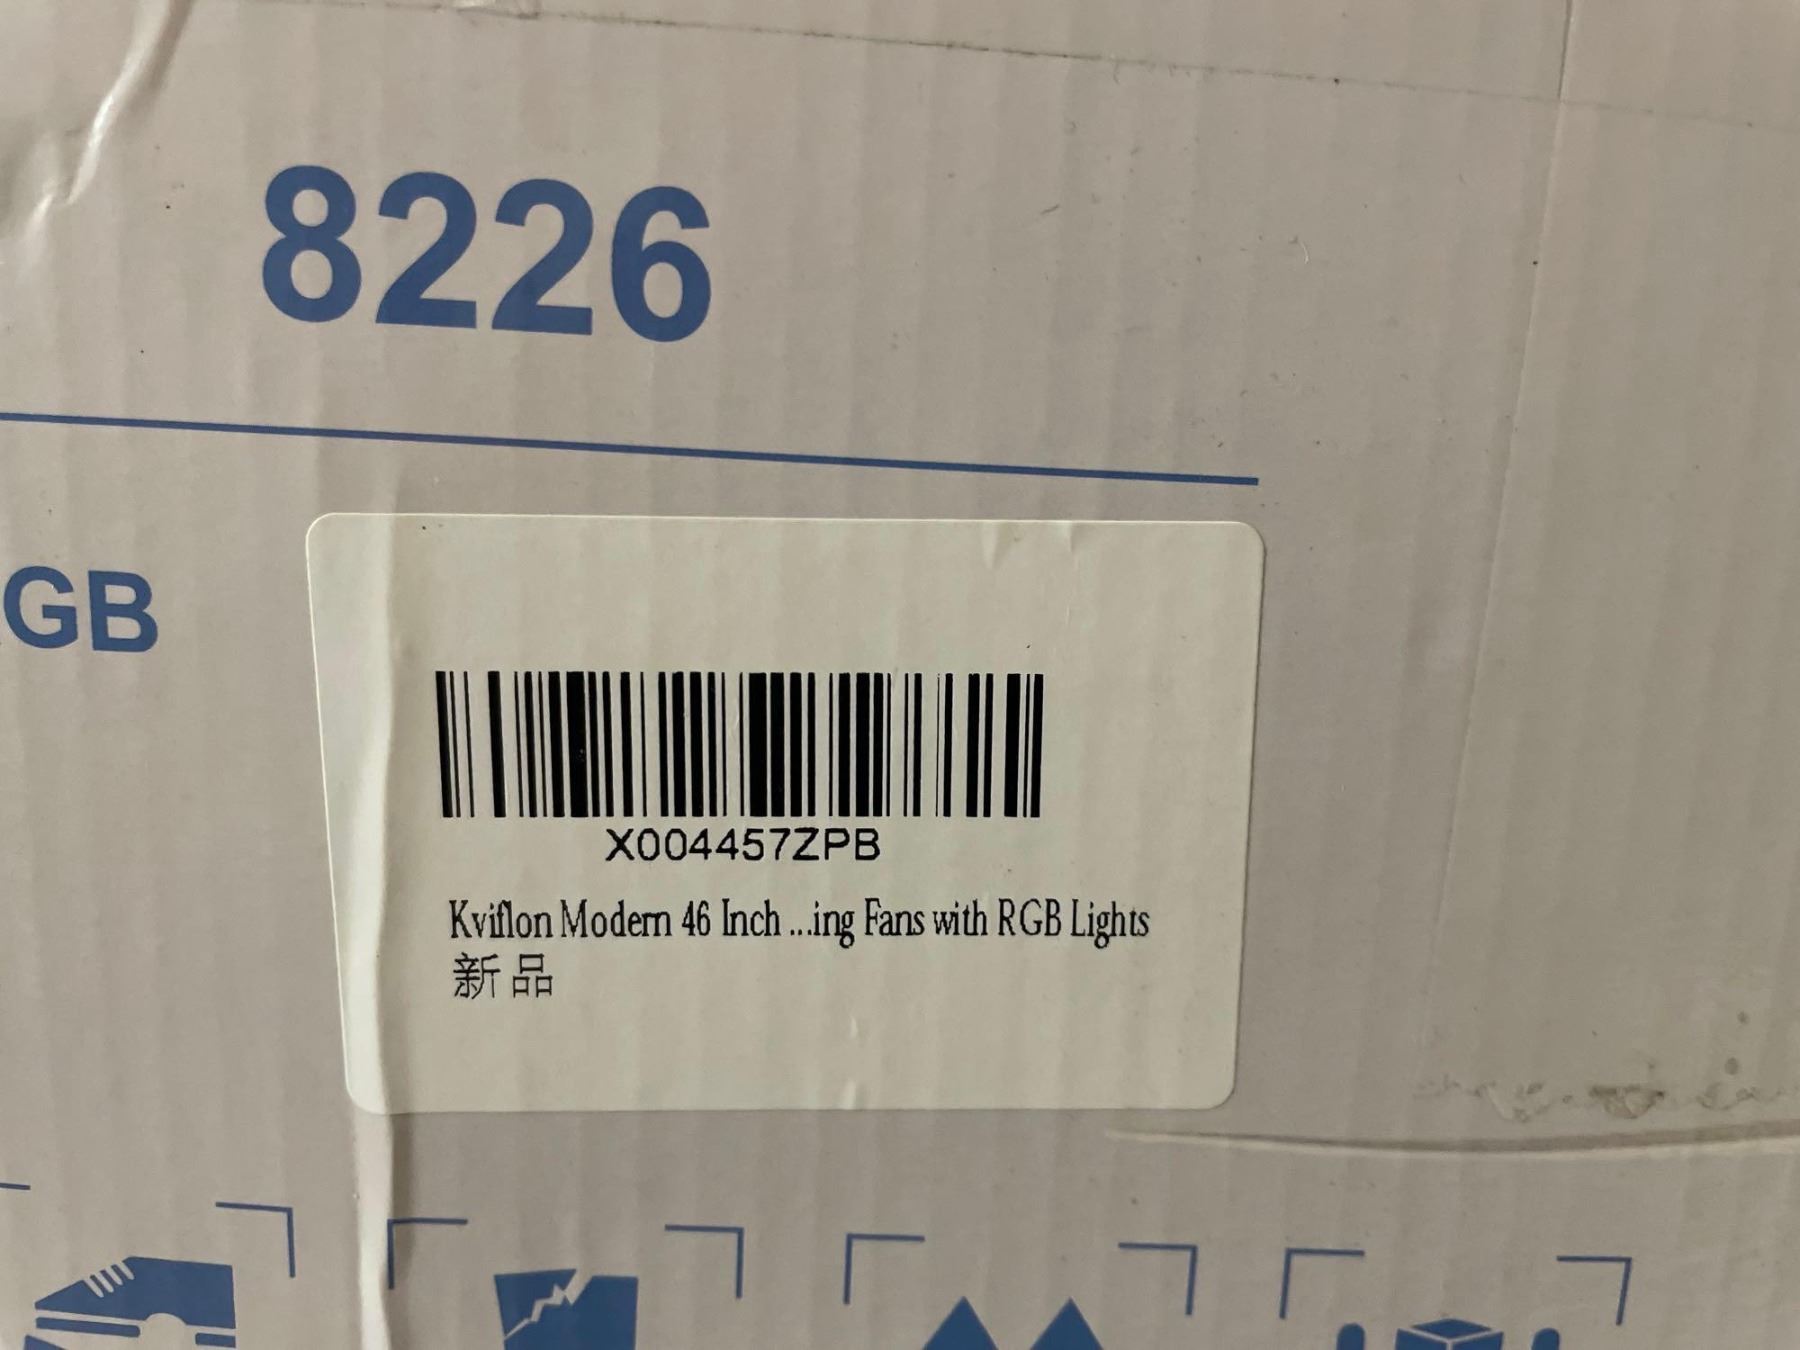 8226
GB
X004457ZPB
Kviflon Modern 46 Inch ...ing Fans with RGB Lights
新品